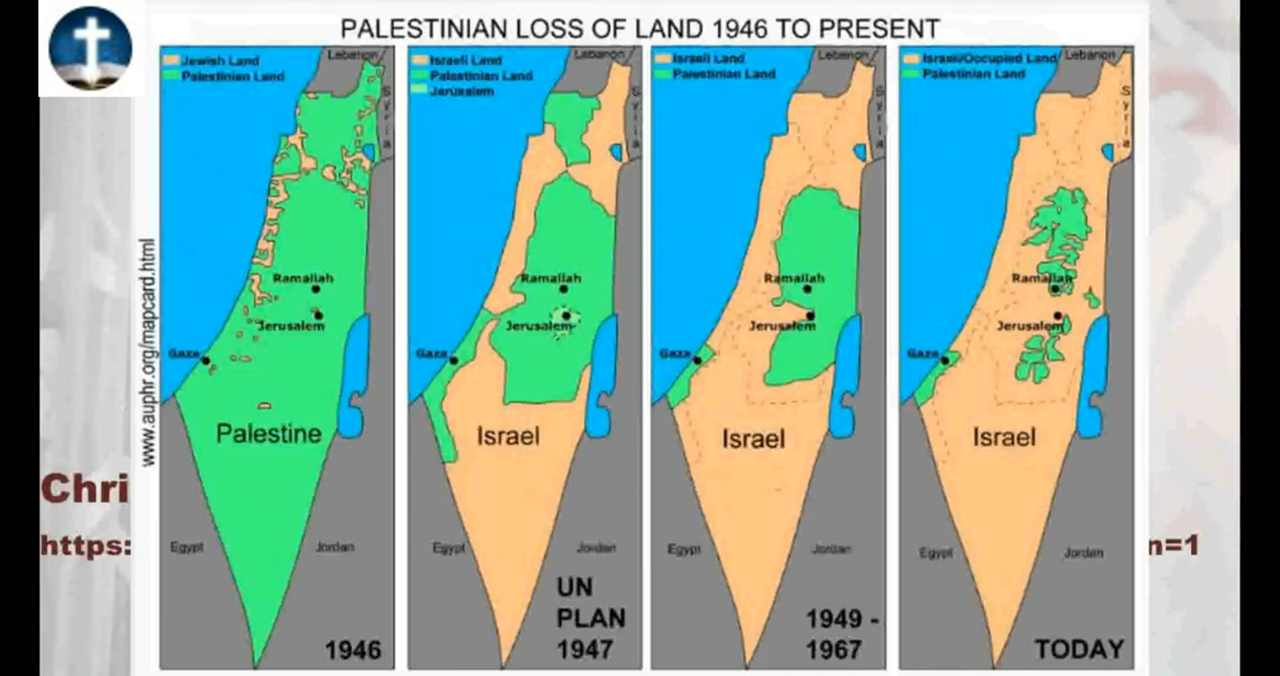 PALESTINIAN LOSS OF LAND 1946 TO PRESENT
Jewish Land
Palestinian Land
Lebanon
Syria
Ramallah
Jerusalem
Gaza
Palestine
Egypt
Jordan
1946
Israeli Land
Palestinian Land
Jerusalem
Lebanon
Syria
Ramallah
Jerusalem
Gaza
Israel
Egypt
Jordan
UN
PLAN
1947
Israeli Land
Palestinian Land
Lebanon
Syria
Ramallah
Jerusalem
Gaza
Israel
Egypt
Jordan
1949 -
1967
Israeli/Occupied Land
Palestinian Land
Lebanon
Syria
Ramallah
Jerusalem
Gaza
Israel
Egypt
Jordan
TODAY
www.auphr.org/mapcard.html
Chri
https:
n=1